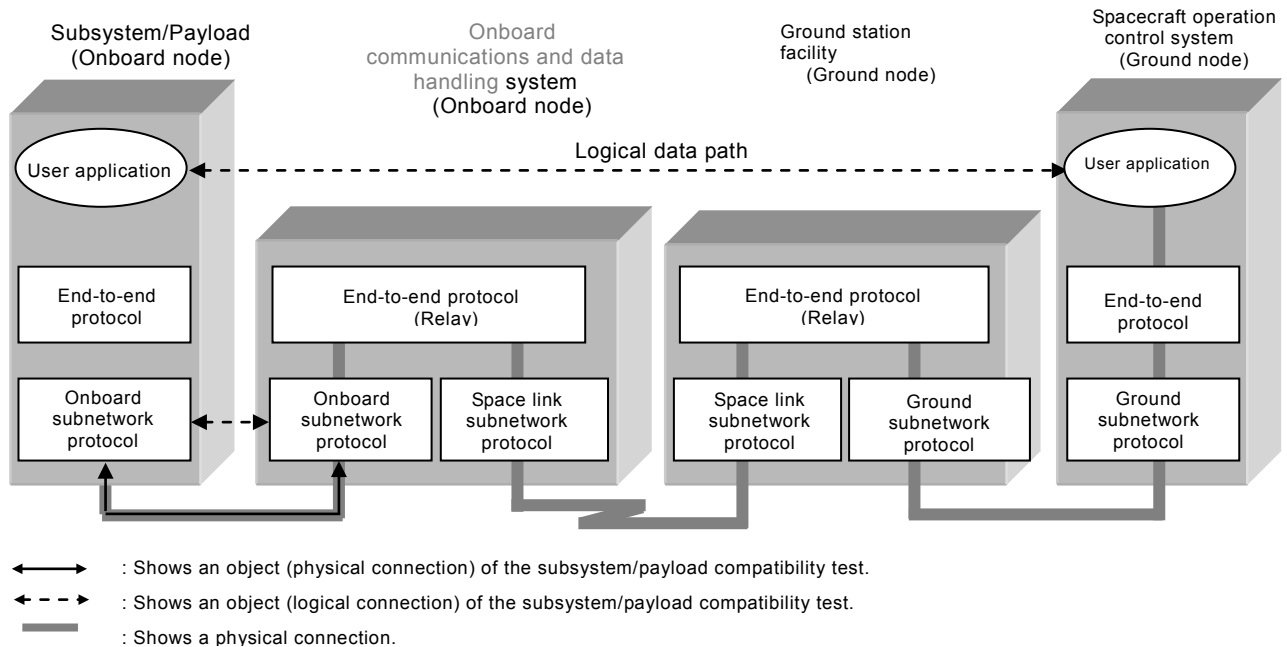 Subsystem/Payload
(Onboard node)
Onboard
communications and data
handling system
(Onboard node)
Ground station
facility
(Ground node)
Spacecraft operation
control system
(Ground node)
User application
Logical data path
User application
End-to-end
protocol
End-to-end protocol
(Relay)
End-to-end protocol
(Relay)
End-to-end
protocol
Onboard
subnetwork
protocol
Onboard
subnetwork
protocol
Space link
subnetwork
protocol
Space link
subnetwork
protocol
Ground
subnetwork
protocol
Ground
subnetwork
protocol
: Shows an object (physical connection) of the subsystem/payload compatibility test.
: Shows an object (logical connection) of the subsystem/payload compatibility test.
: Shows a physical connection.